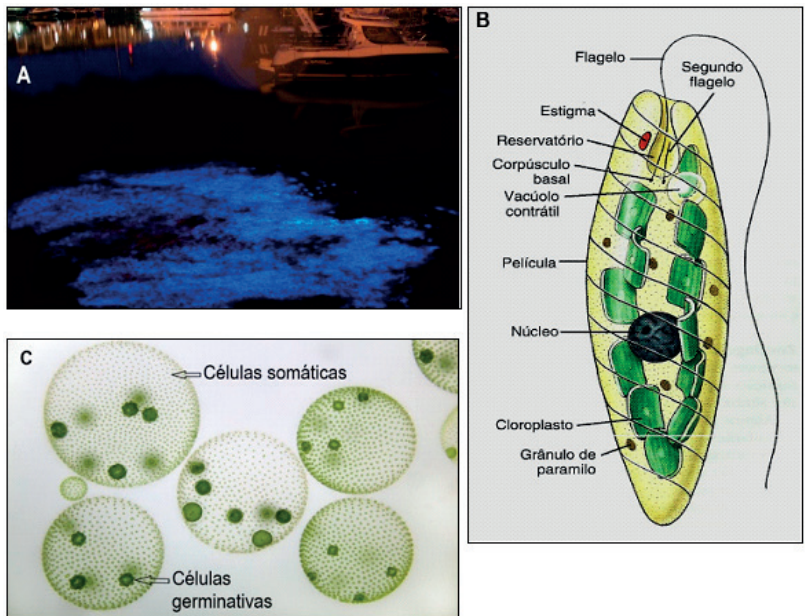 A
B
Flagelo
Segundo
flagelo
Estigma
Reservatório
Corpúsculo
basal
Vacúolo
contrátil
Película
Núcleo
Cloroplasto
Grânulo de
paramilo
C
Células somáticas
Células
germinativas